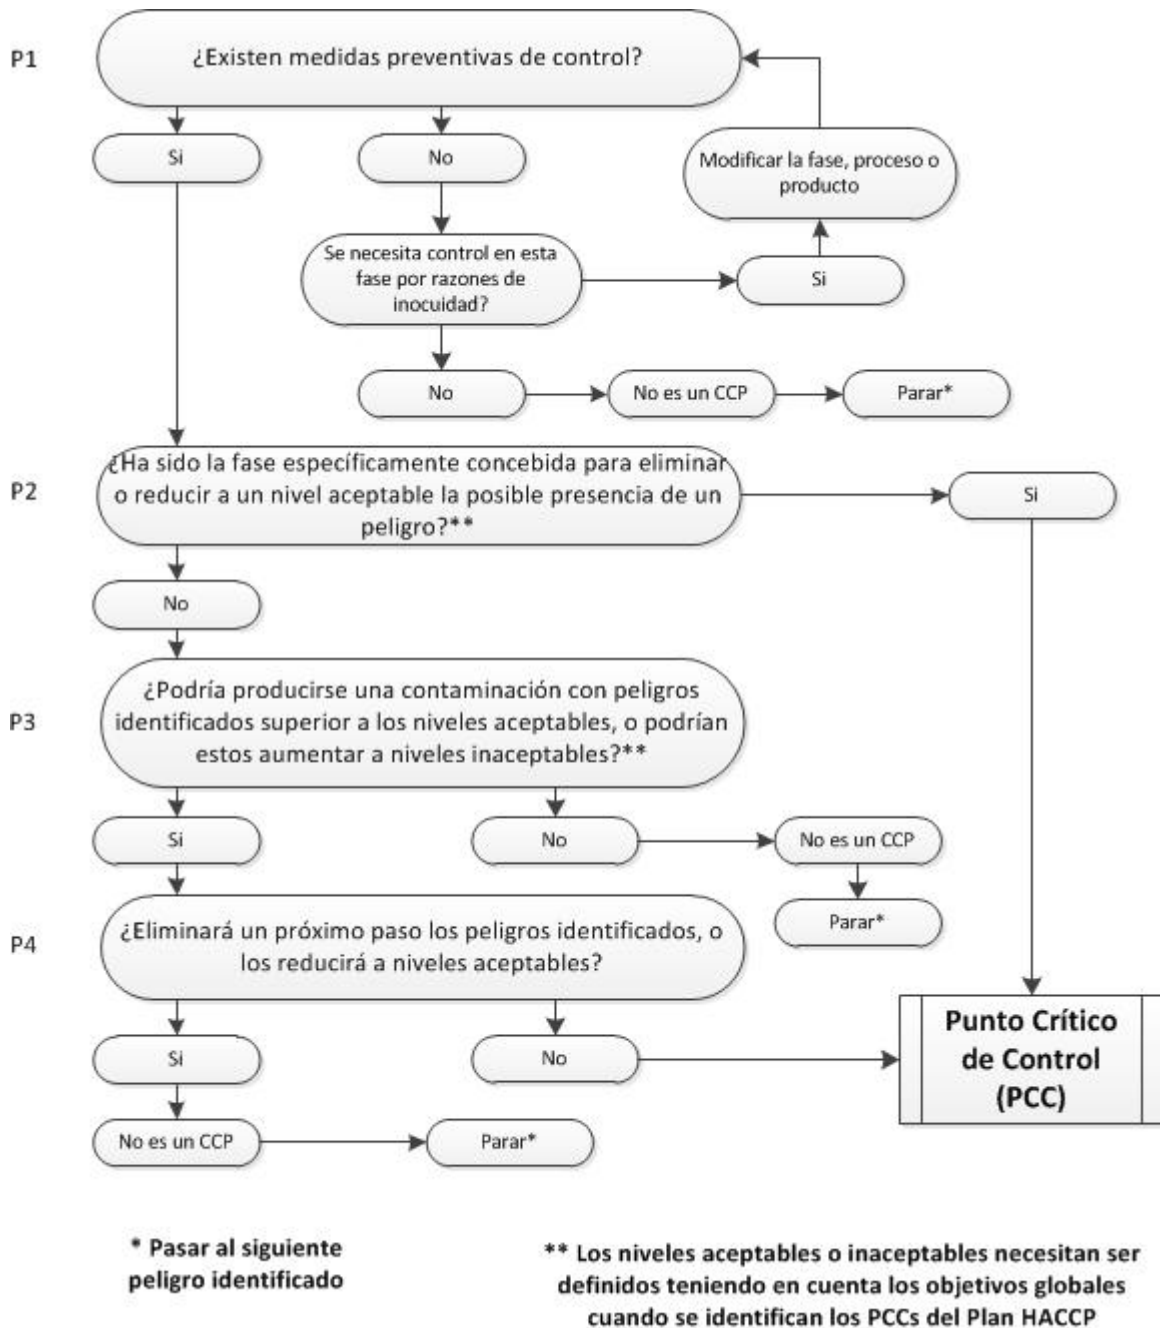 P1
¿Existen medidas preventivas de control?
Si
No
Modificar la fase, proceso o
producto
Se necesita control en esta
fase por razones de
inocuidad?
Si
No
No es un CCP
Parar*
P2
¿Ha sido la fase específicamente concebida para eliminar
o reducir a un nivel aceptable la posible presencia de un
peligro?**
Si
No
P3
¿Podría producirse una contaminación con peligros
identificados superior a los niveles aceptables, o podrían
estos aumentar a niveles inaceptables?**
Si
No
No es un CCP
Parar*
P4
¿Eliminará un próximo paso los peligros identificados, o
los reducirá a niveles aceptables?
Si
No
Punto Crítico
de Control
(PCC)
No es un CCP
Parar*
* Pasar al siguiente
peligro identificado
** Los niveles aceptables o inaceptables necesitan ser
definidos teniendo en cuenta los objetivos globales
cuando se identifican los PCCs del Plan HACCP